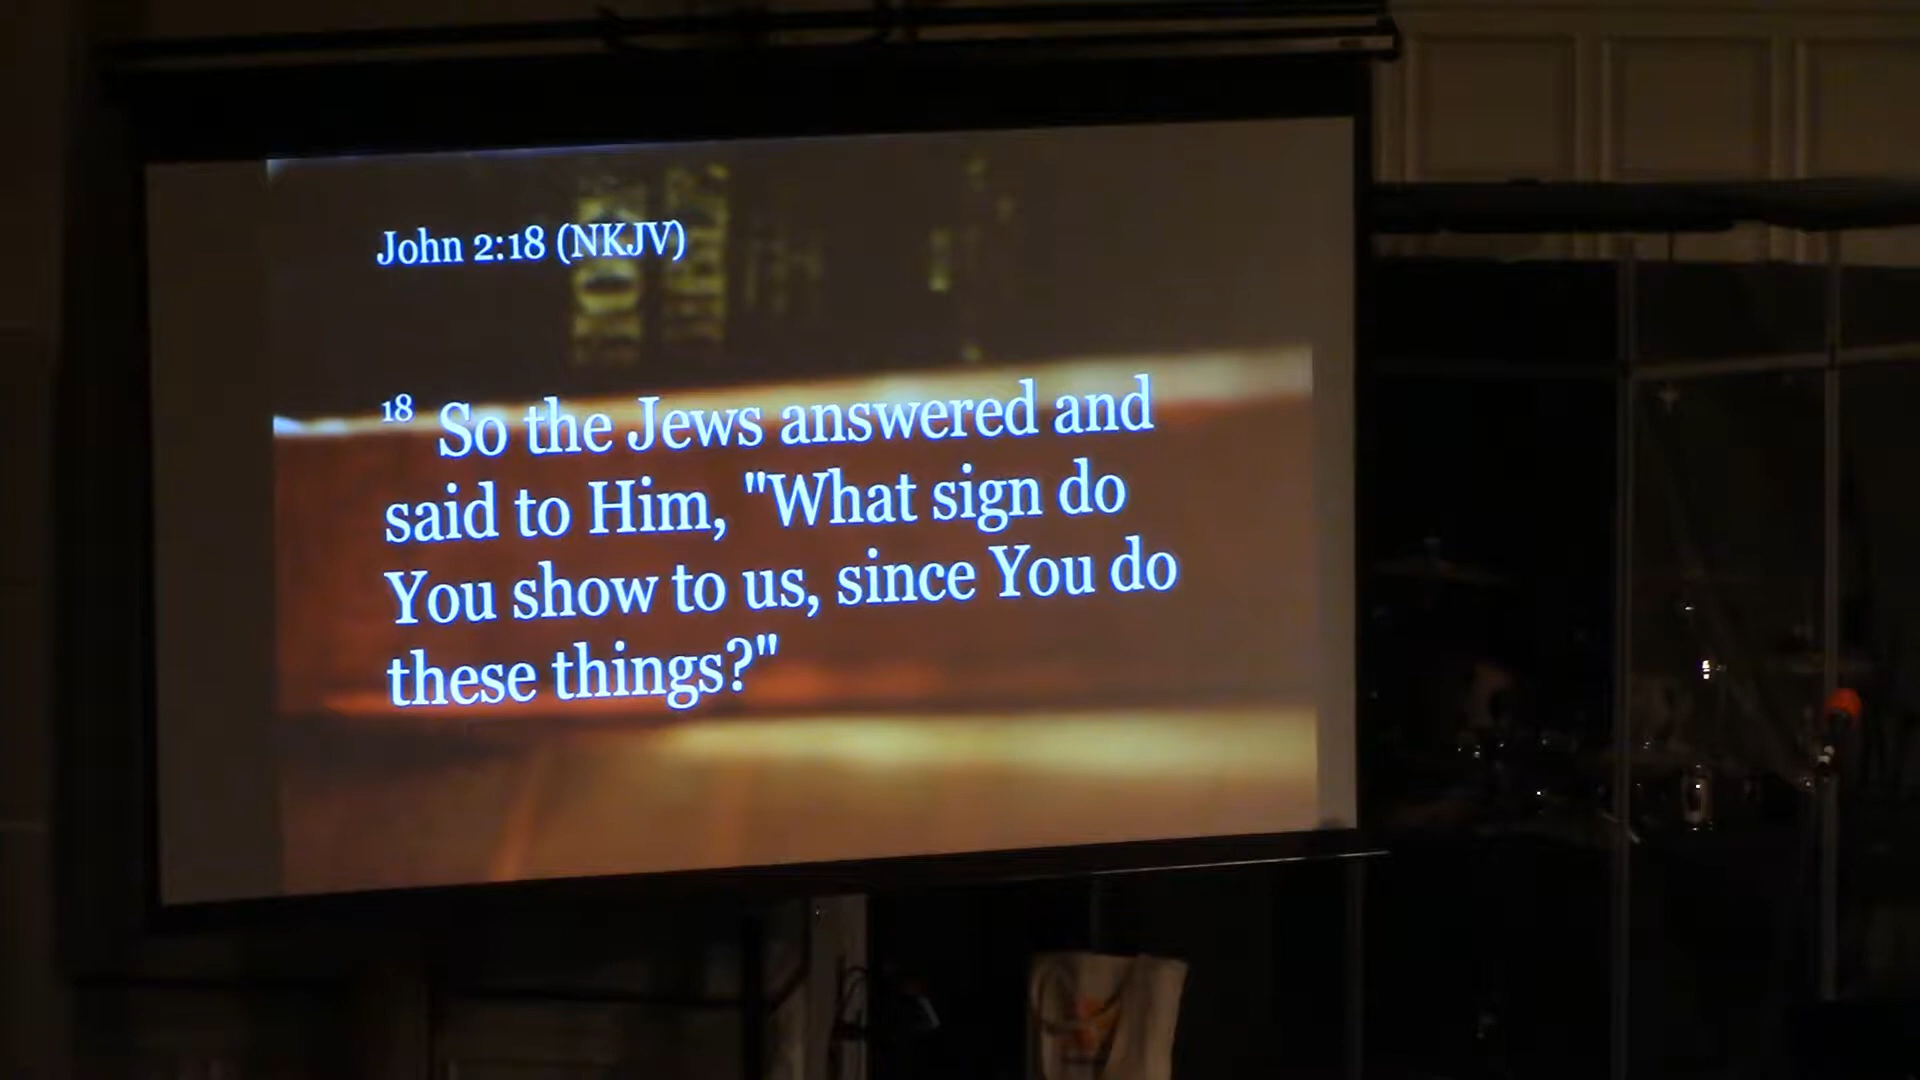 John 2:18 (NKJV)
18 So the Jews answered and
said to Him, "What sign do
You show to us, since You do
these things?"